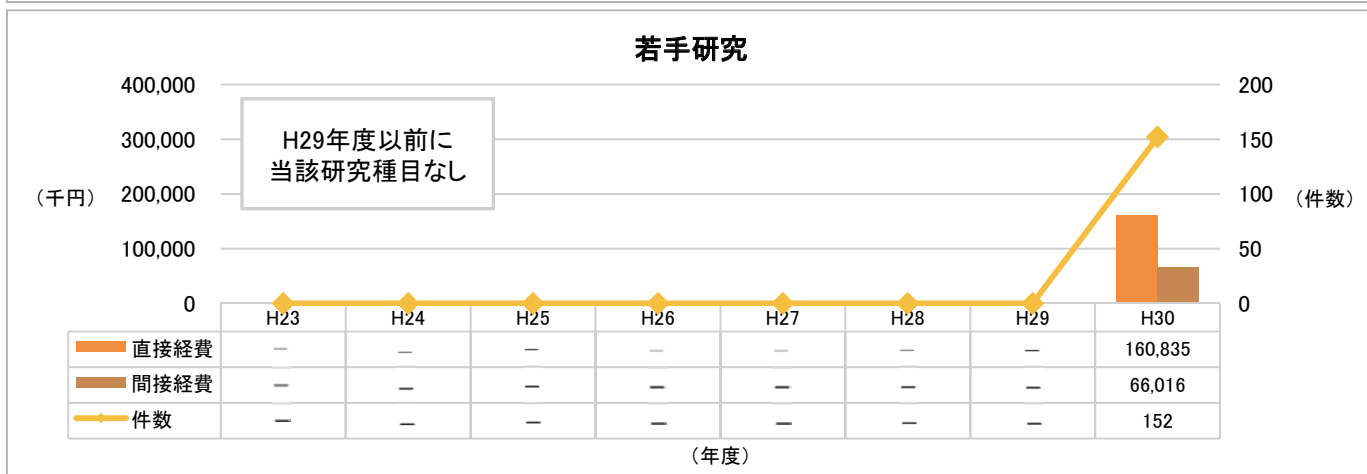 若手研究
400,000
300,000
200,000
100,000
0
(千円)
200
150
100
50
0
(件数)
H29年度以前に
当該研究種目なし
H23 H24 H25 H26 H27 H28 H29 H30
直接経費 － － － － － － － 160,835
間接経費 － － － － － － － 66,016
件数 － － － － － － － 152
(年度)